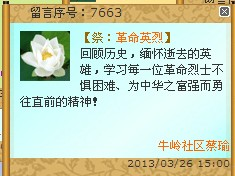 留言序号：7663
【祭：革命英烈】
回顾历史，缅怀逝去的英
雄，学习每一位革命烈士不
惧困难、为中华之富强而勇
往直前的精神！
牛岭社区蔡瑜
2013/03/26 15:00